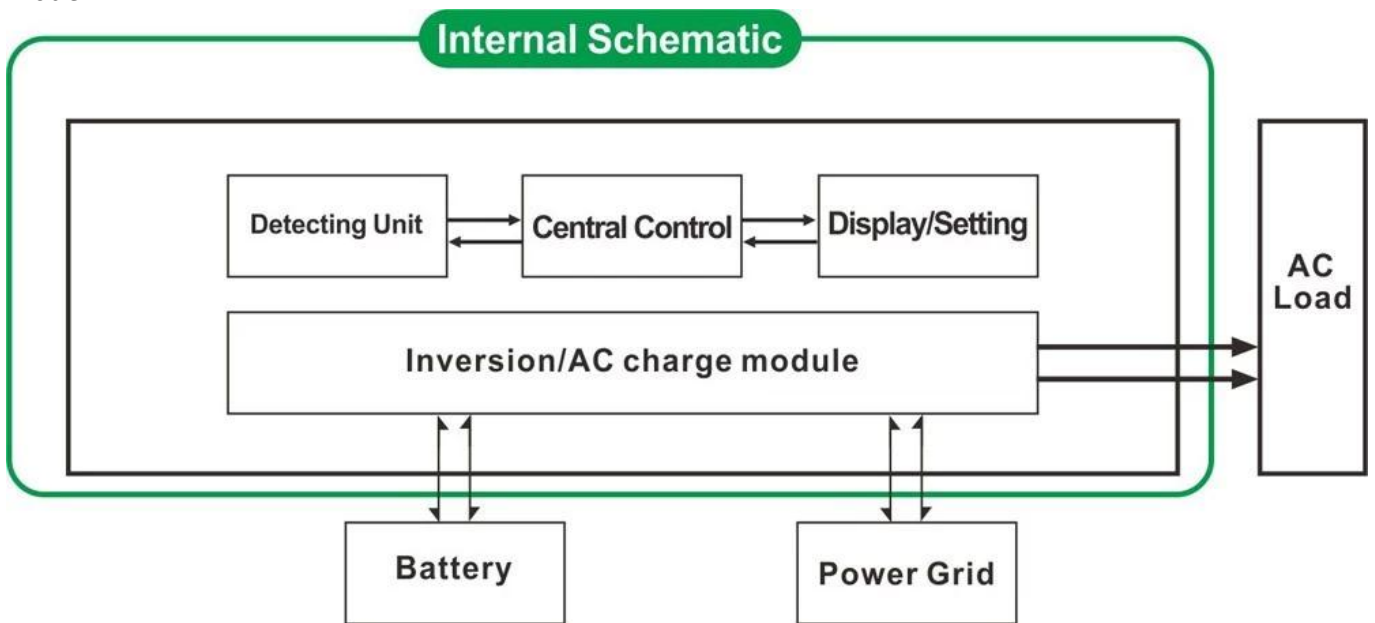 Internal Schematic
Detecting Unit
Central Control
Display/Setting
AC
Load
Inversion/AC charge module
Battery
Power Grid